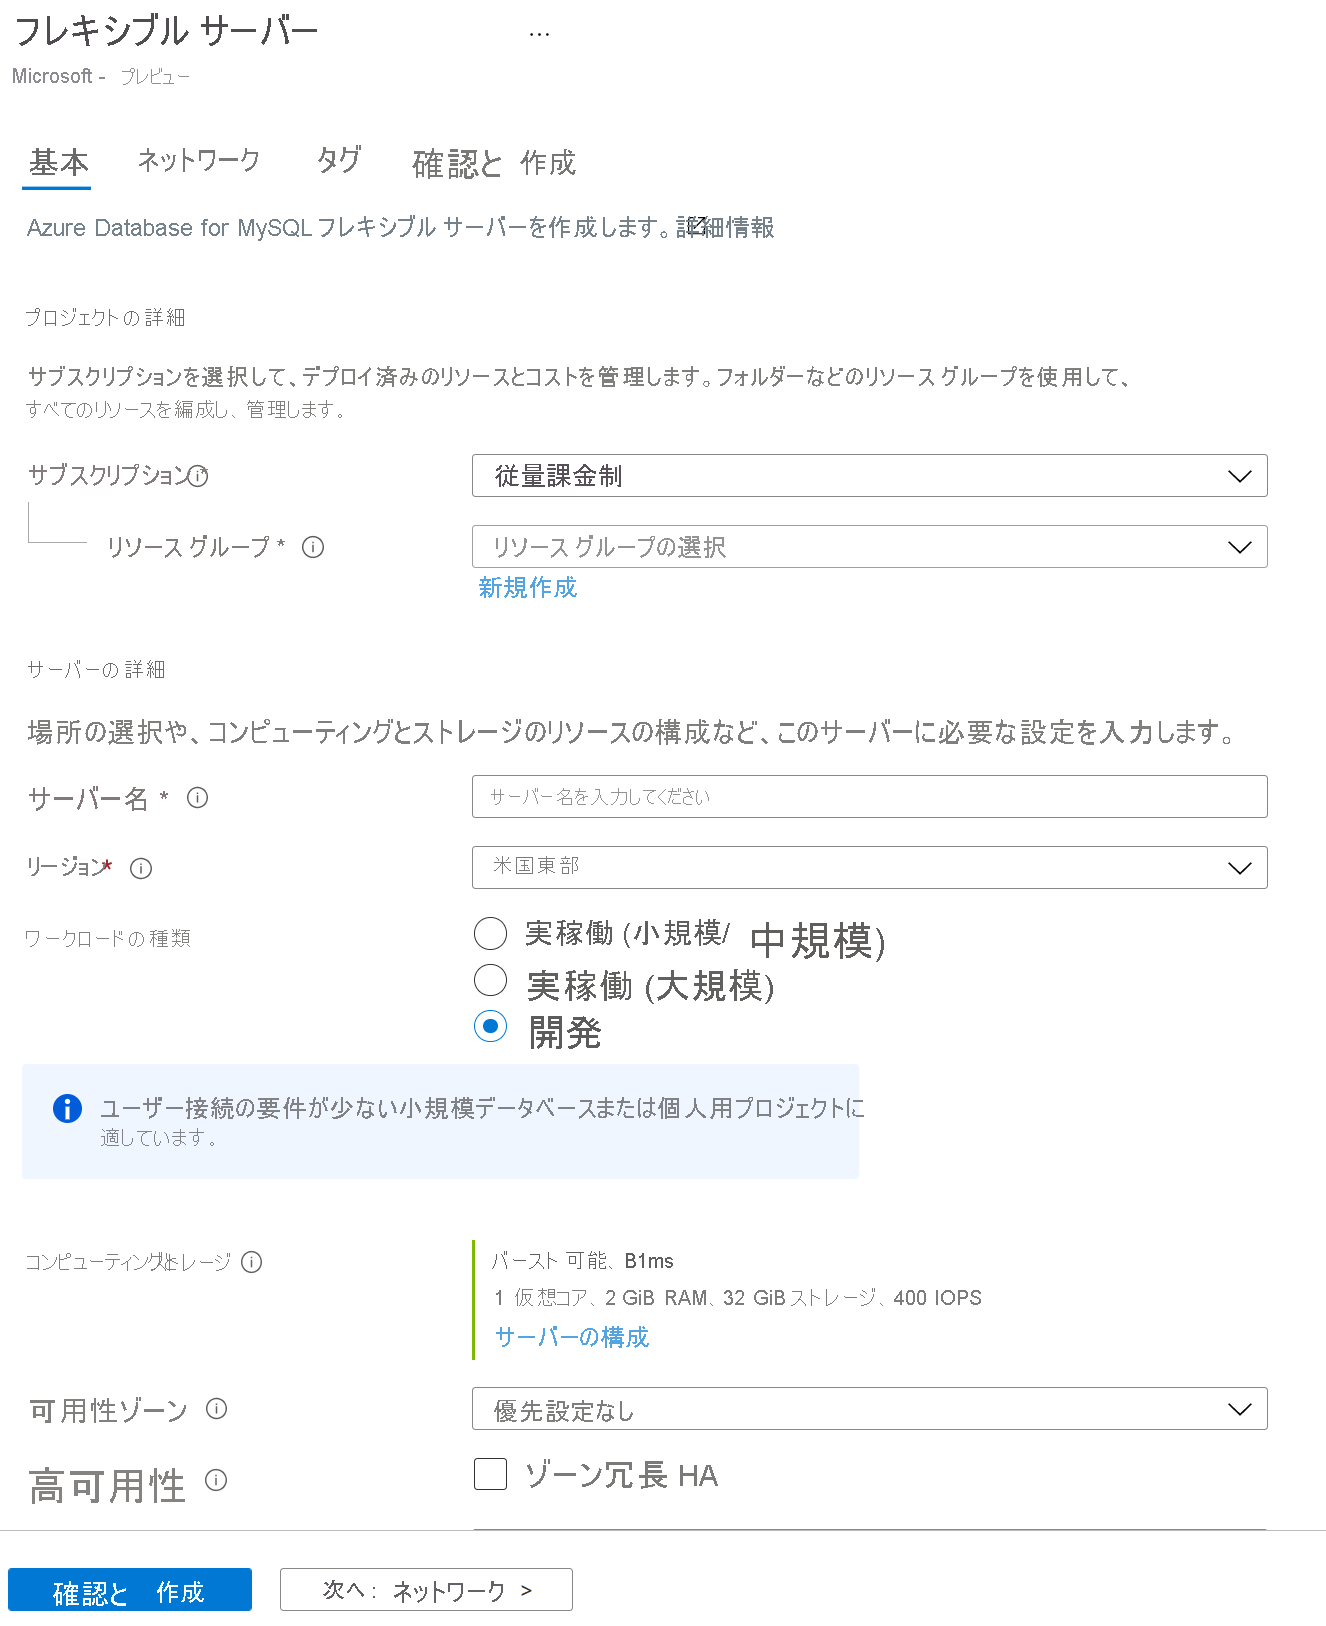 フレキシブル サーバー ...
Microsoft - プレビュー
基本 ネットワーク タグ 確認と 作成
Azure Database for MySQL フレキシブル サーバーを作成します。詳細情報
プロジェクトの詳細
サブスクリプションを選択して、デプロイ済みのリソースとコストを管理します。フォルダーなどのリソース グループを使用して、
すべてのリソースを編成し、管理します。
サブスクリプション * 従量課金制
リソース グループ * リソース グループの選択
新規作成
サーバーの詳細
場所の選択や、コンピューティングとストレージのリソースの構成など、このサーバーに必要な設定を入力します。
サーバー名 * サーバー名を入力してください
リージョン* 米国東部
ワークロードの種類 実稼働 (小規模/ 中規模)
実稼働 (大規模)
開発
ユーザー接続の要件が少ない小規模データベースまたは個人用プロジェクトに
適しています。
コンピューティングとストレージ バースト 可能、B1ms
1 仮想コア、2 GiB RAM、32 GiB ストレージ、400 IOPS
サーバーの構成
可用性ゾーン 優先設定なし
高可用性 ゾーン冗長 HA
確認と 作成 次へ: ネットワーク >